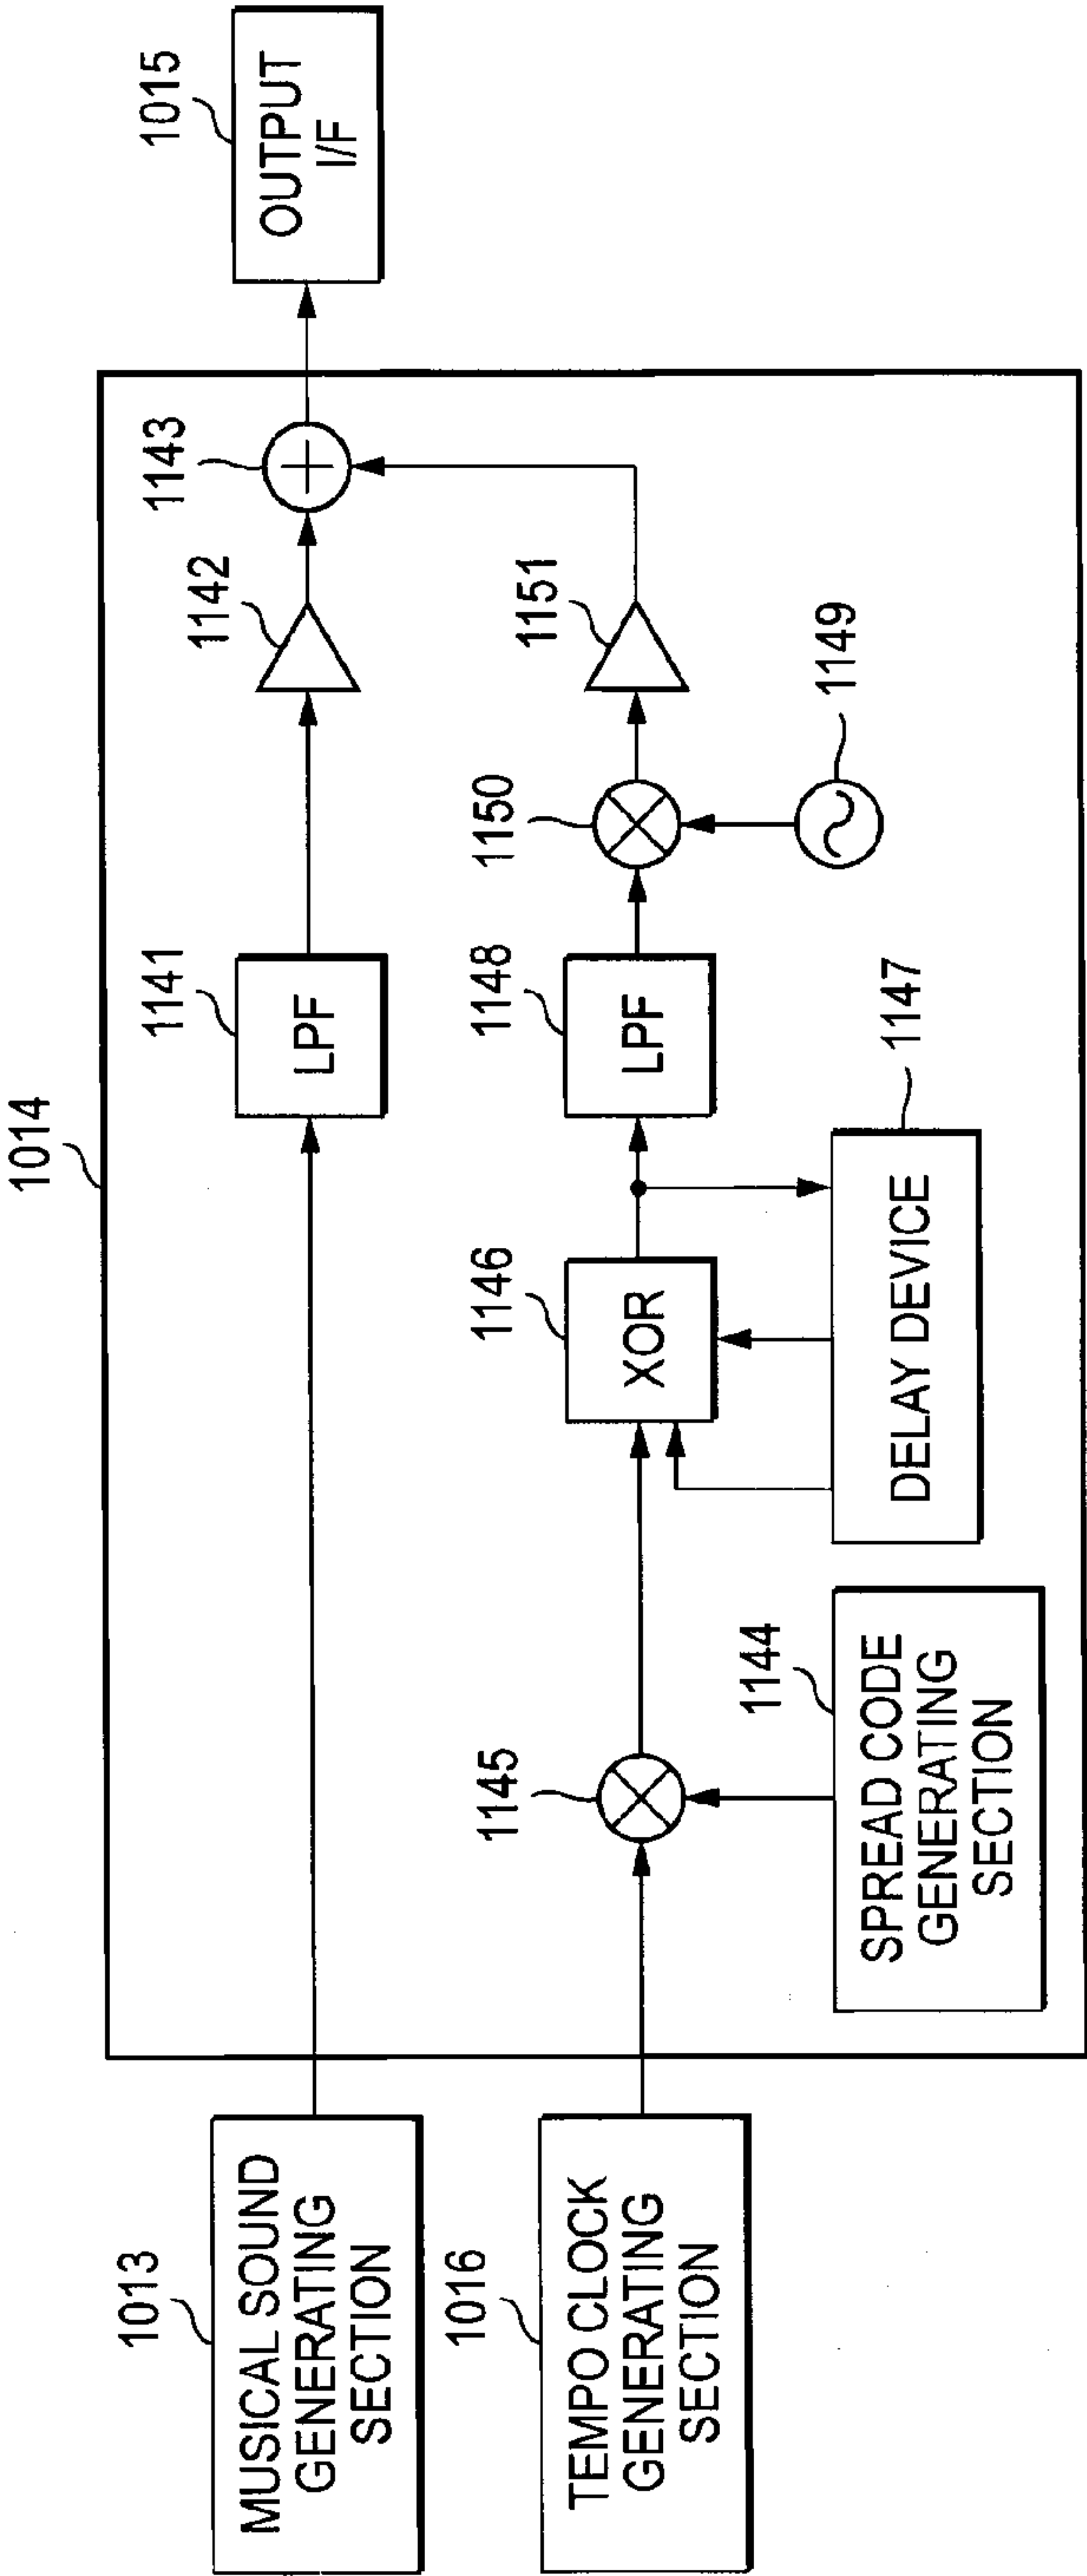 1014
1013
MUSICAL SOUND
GENERATING
SECTION
1141
LPF
1142
1143
1015
OUTPUT
I/F
1016
TEMPO CLOCK
GENERATING
SECTION
1145
1146
XOR
1148
LPF
1150
1151
1144
SPREAD CODE
GENERATING
SECTION
DELAY DEVICE
1147
1149